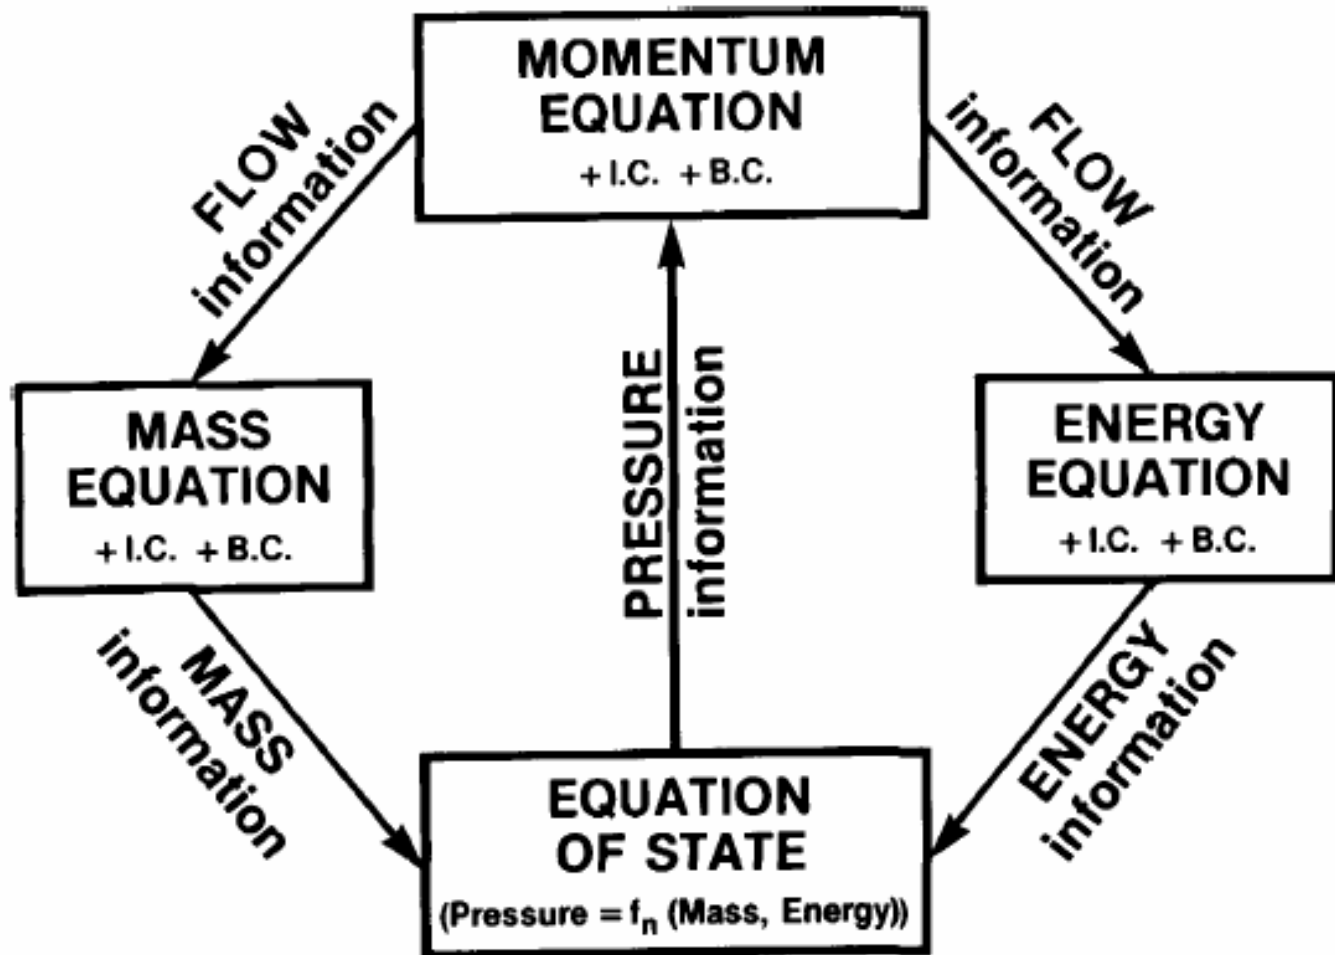 MOMENTUM
EQUATION
+ I.C. + B.C.
FLOW
information
FLOW
information
MASS
EQUATION
+ I.C. + B.C.
PRESSURE
information
ENERGY
EQUATION
+ I.C. + B.C.
MASS
information
ENERGY
information
EQUATION
OF STATE
(Pressure = fn (Mass, Energy))